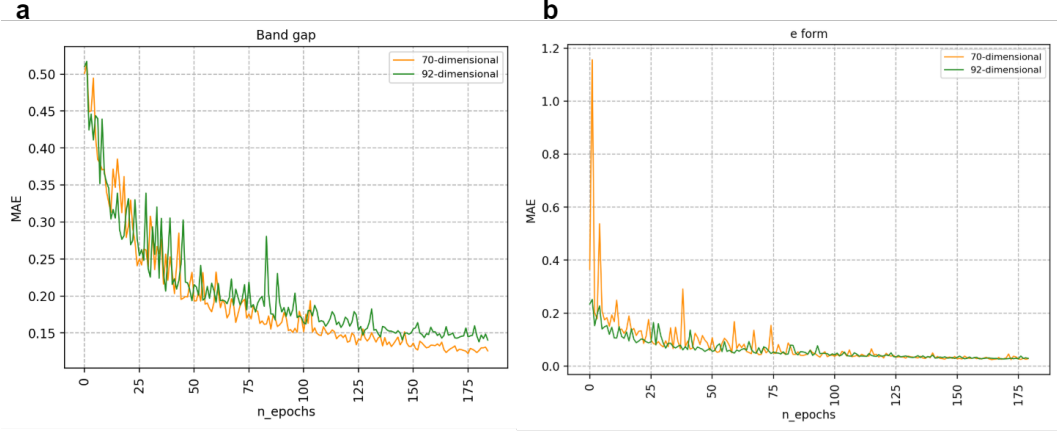 a
Band gap
70-dimensional
92-dimensional
0.50
0.45
0.40
0.35
0.30
0.25
0.20
0.15
MAE
0
25
50
75
100
125
150
175
n_epochs
b
e form
70-dimensional
92-dimensional
1.2
1.0
0.8
0.6
0.4
0.2
0.0
MAE
0
25
50
75
100
125
150
175
n_epochs